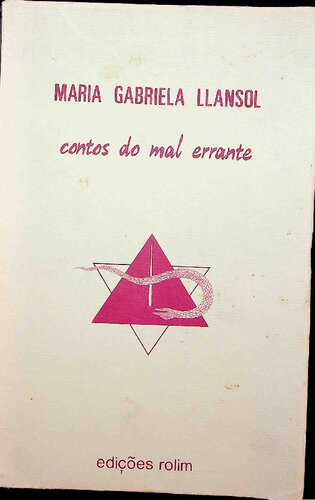 MARIA GABRIELA LLANSOL
contos do mal errante
edições rolim